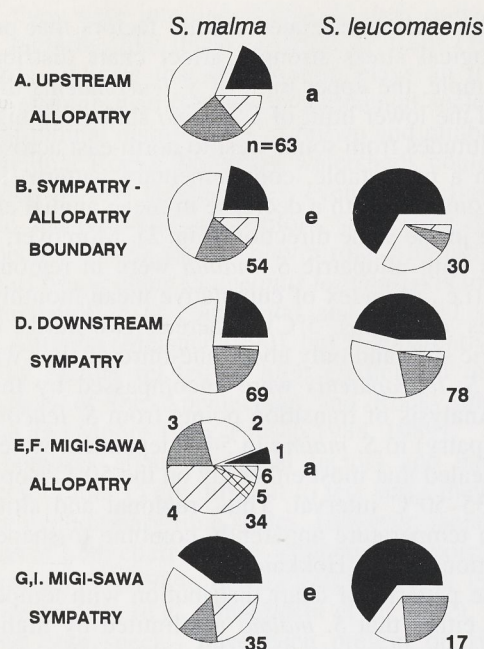 S. malma S. leucomaenis
A. UPSTREAM
ALLOPATRY
a
n=63
B. SYMPATRY -
ALLOPATRY
BOUNDARY
e
54
30
D. DOWNSTREAM
SYMPATRY
69
78
E,F. MIGI-SAWA
ALLOPATRY
3
2
1
a
6
5
4
34
G,I. MIGI-SAWA
SYMPATRY
e
35
17